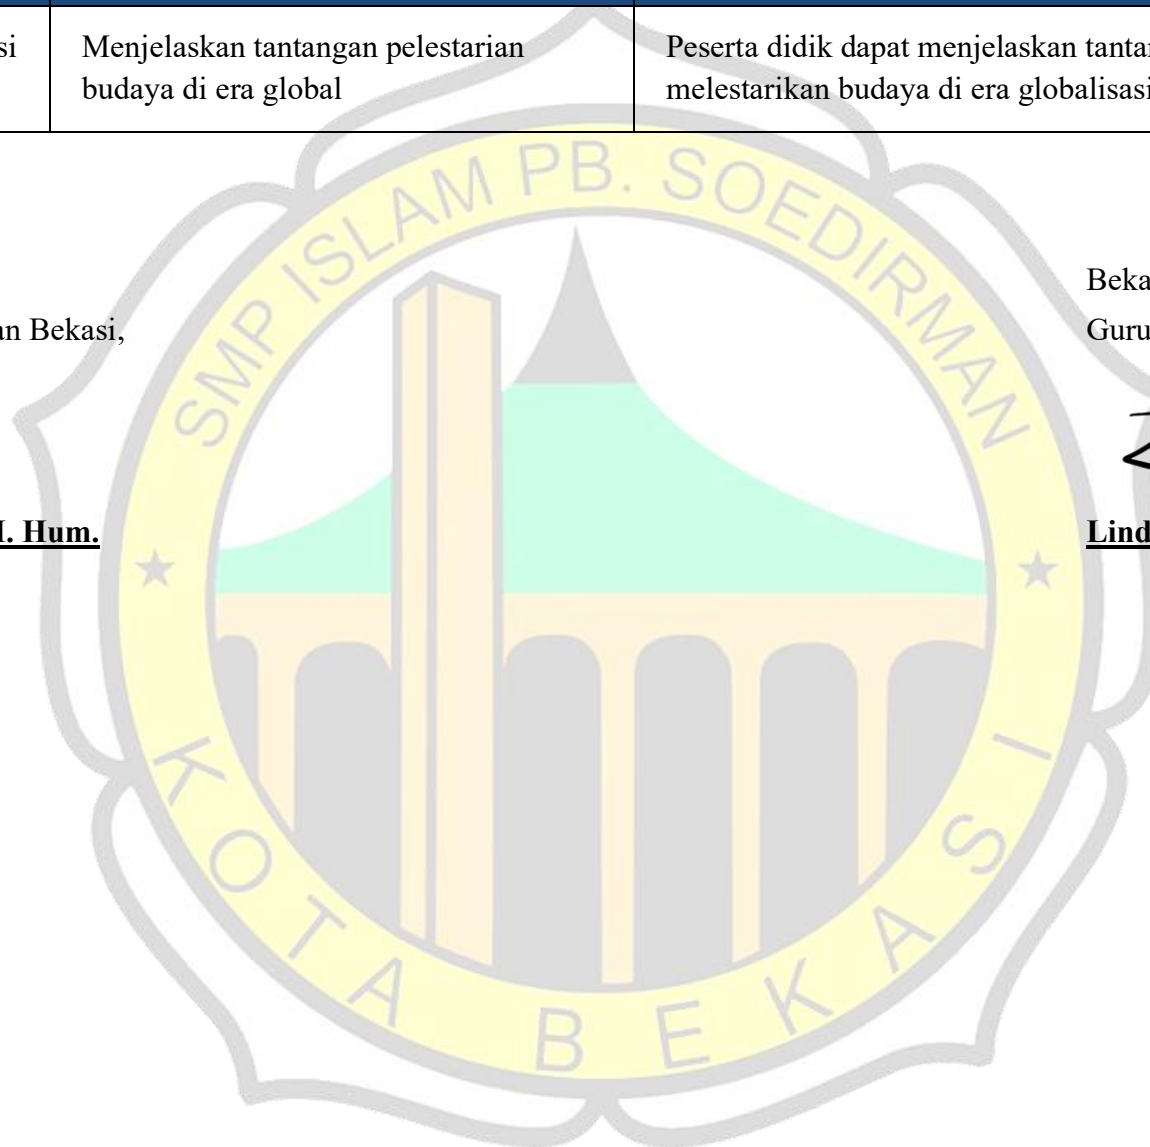 si
Menjelaskan tantangan pelestarian
budaya di era global
Peserta didik dapat menjelaskan tantan
melestarikan budaya di era globalisasi
SMP ISLAM PB. SOEDIRMAN
Beka
an Bekasi,
Guru
. Hum.
Lind
KOTA BEKASI